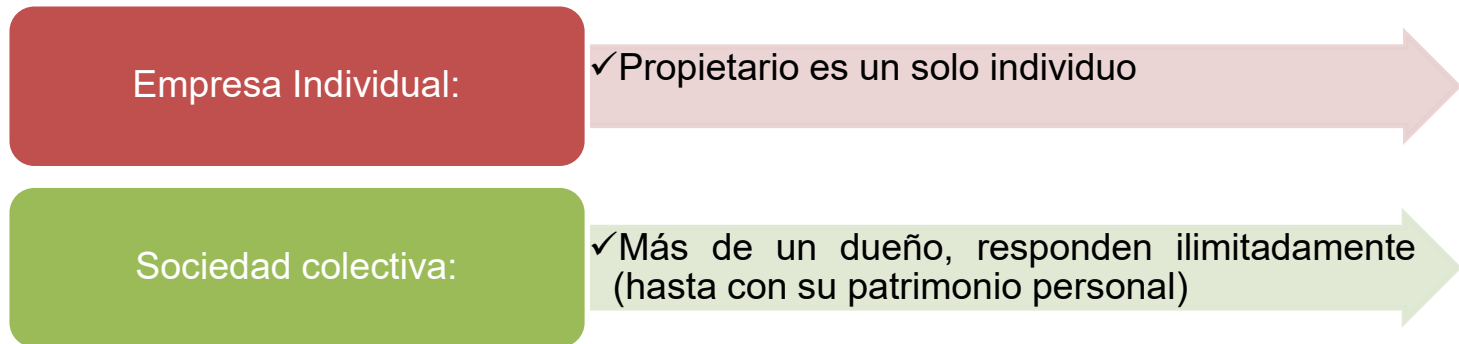 Empresa Individual:
✓Propietario es un solo individuo
Sociedad colectiva:
✓Más de un dueño, responden ilimitadamente
(hasta con su patrimonio personal)